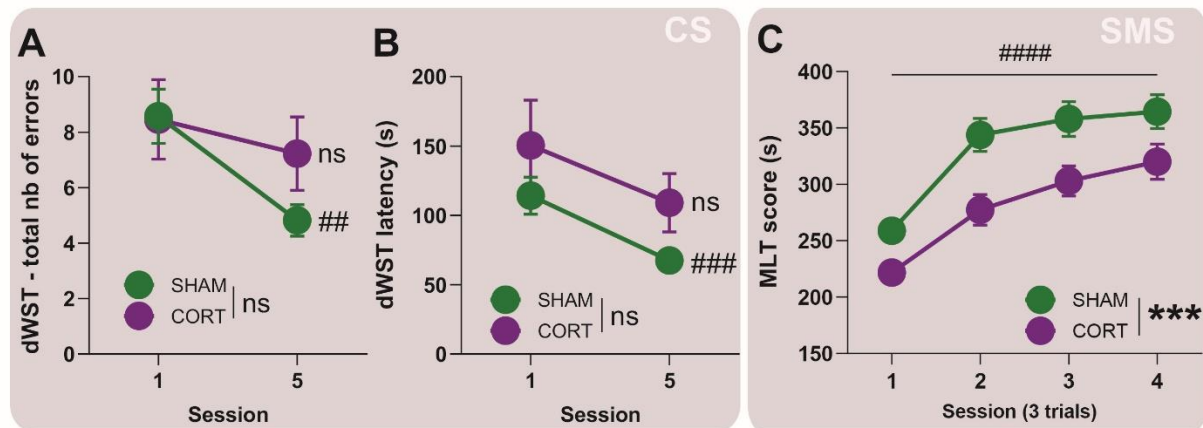 A
dWST - total nb of errors
10
8
6
4
2
0
ns
##
SHAM
CORT
ns
1
5
Session
B
CS
dWST latency (s)
200
150
100
50
0
ns
###
SHAM
CORT
ns
1
5
Session
C
SMS
####
MLT score (s)
400
350
300
250
200
150
SHAM
CORT
***
1
2
3
4
Session (3 trials)